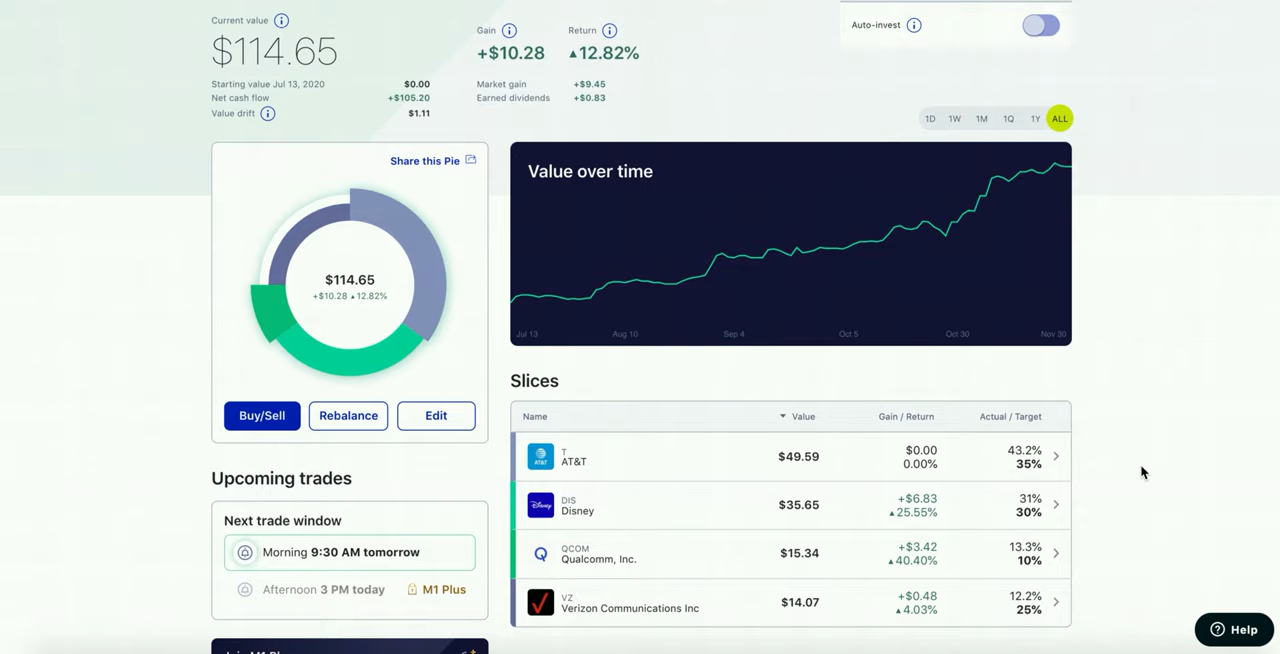 Current value
$114.65
Starting value Jul 13, 2020 $0.00
Net cash flow +$105.20
Value drift $1.11
Gain Return
+$10.28 ▲12.82%
Market gain +$9.45
Earned dividends +$0.83
Auto-invest
1D 1W 1M 1Q 1Y ALL
Share this Pie
$114.65
+$10.28 ▲ 12.82%
Buy/Sell Rebalance Edit
Value over time
Jul 13 Aug 10 Sep 4 Oct 5 Oct 30 Nov 30
Slices
Name Value Gain / Return Actual / Target
AT&T
T
AT&T
$49.59
$0.00
0.00%
43.2%
35%
Disney
DIS
Disney
$35.65
+$6.83
▲25.55%
31%
30%
Q
QCOM
Qualcomm, Inc.
$15.34
+$3.42
▲40.40%
13.3%
10%
VZ
Verizon Communications Inc
$14.07
+$0.48
▲4.03%
12.2%
25%
Upcoming trades
Next trade window
Morning 9:30 AM tomorrow
Afternoon 3 PM today M1 Plus
Join M1 Plus
? Help